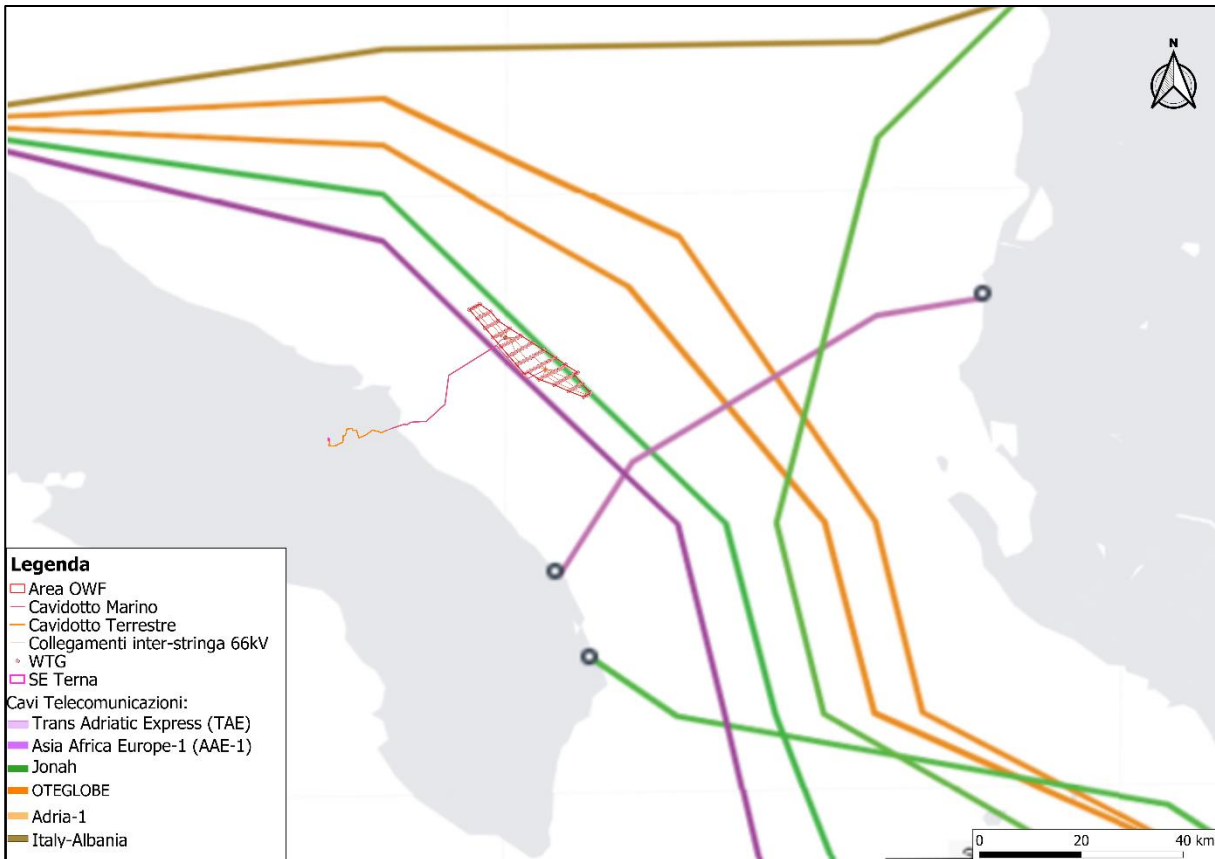 N
Legenda
Area OWF
Cavidotto Marino
Cavidotto Terrestre
Collegamenti inter-stringa 66kV
WTG
SE Terna
Cavi Telecomunicazioni:
Trans Adriatic Express (TAE)
Asia Africa Europe-1 (AAE-1)
Jonah
OTEGLOBE
Adria-1
Italy-Albania
0 20 40 km